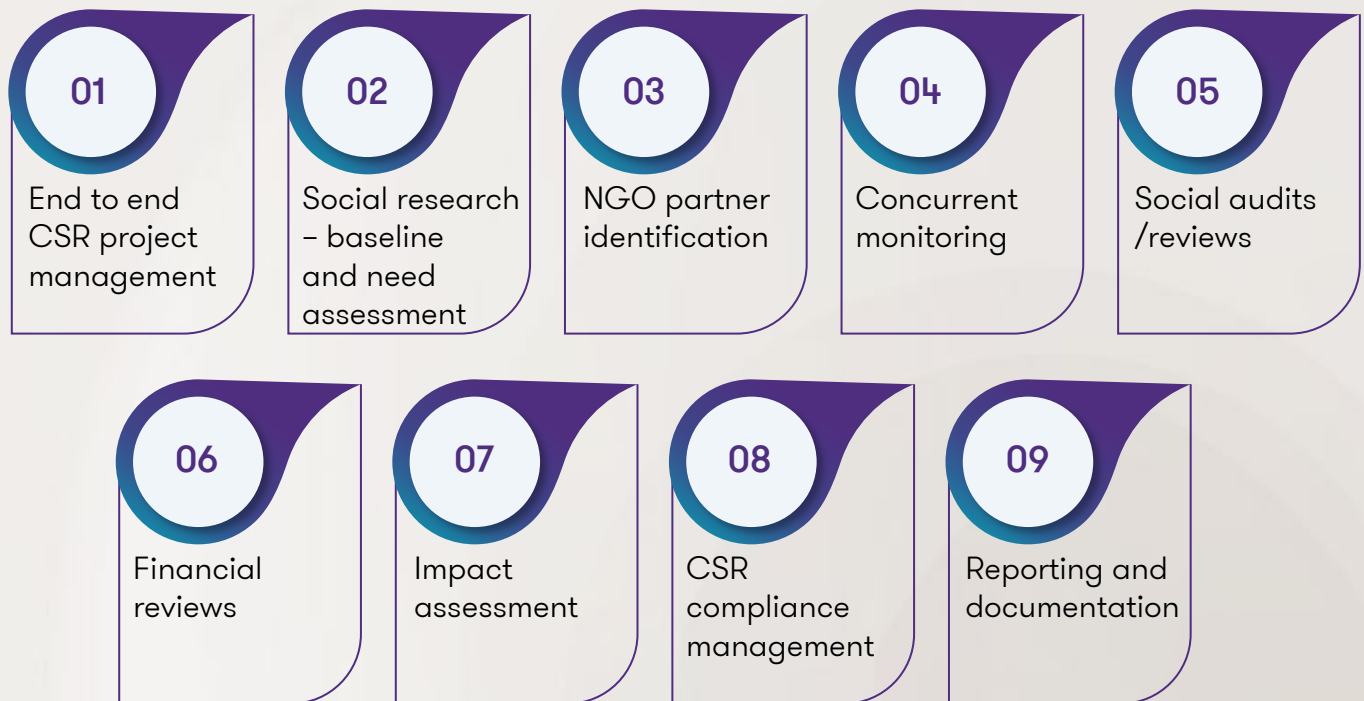 01
End to end
CSR project
management
02
Social research
– baseline
and need
assessment
03
NGO partner
identification
04
Concurrent
monitoring
05
Social audits
/reviews
06
Financial
reviews
07
Impact
assessment
08
CSR
compliance
management
09
Reporting and
documentation